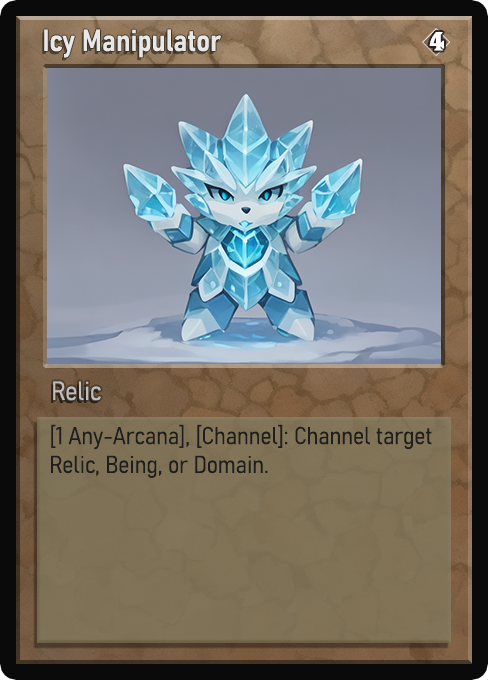 Icy Manipulator
4
Relic
[1 Any-Arcana], [Channel]: Channel target
Relic, Being, or Domain.